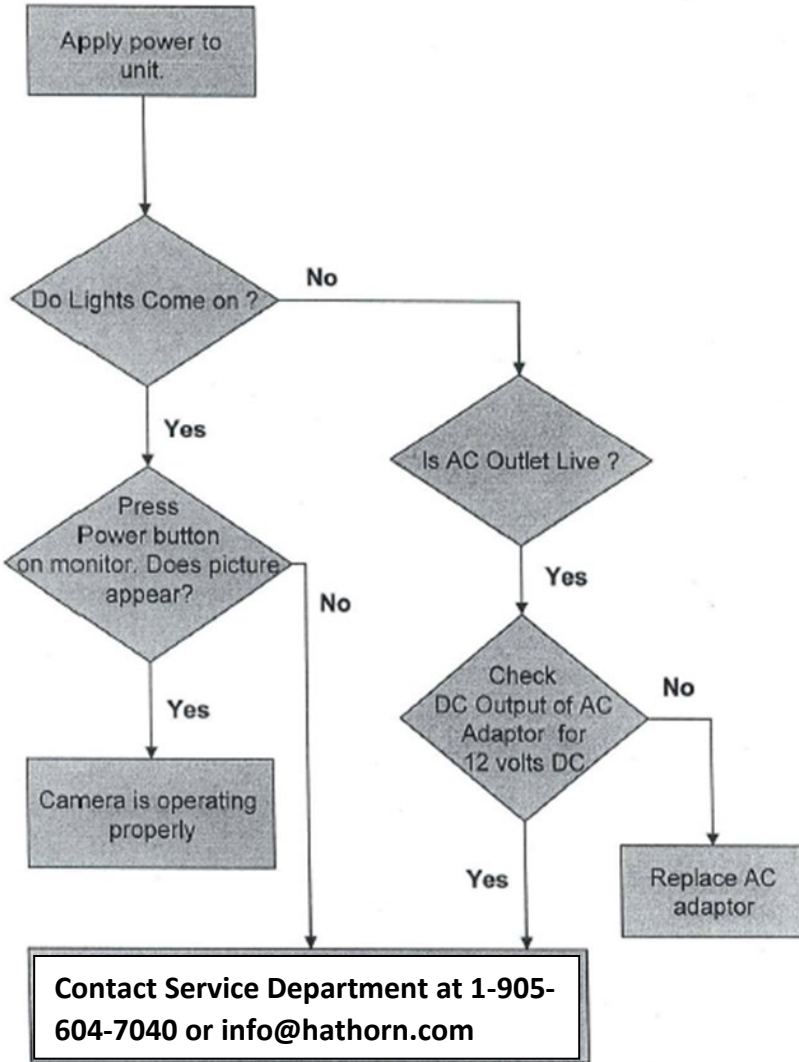 Apply power to
unit.
Do Lights Come on ?
No
Yes
Is AC Outlet Live ?
Press
Power button
on monitor. Does picture
appear?
Yes
No
Check
DC Output of AC
Adaptor for
12 volts DC
No
Yes
Camera is operating
properly
Yes
Replace AC
adaptor
Contact Service Department at 1-905-
604-7040 or info@hathorn.com